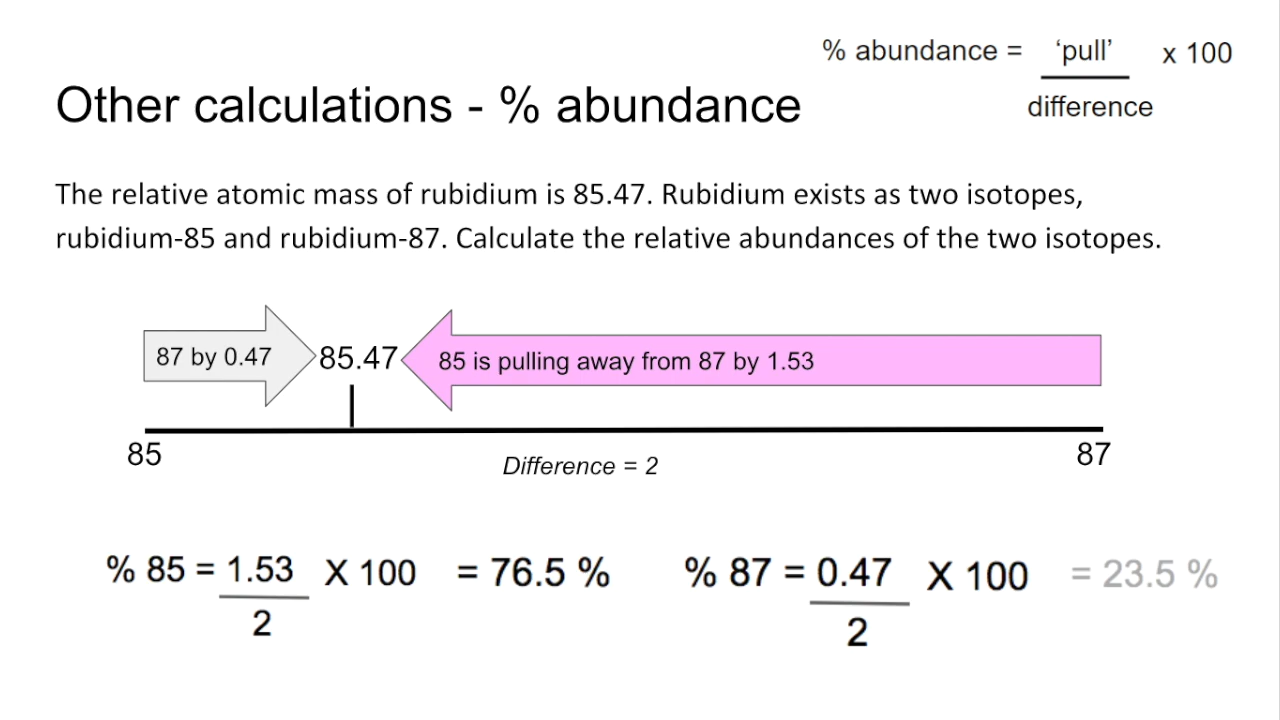 % abundance = ‘pull’ x 100
difference
Other calculations - % abundance
The relative atomic mass of rubidium is 85.47. Rubidium exists as two isotopes,
rubidium-85 and rubidium-87. Calculate the relative abundances of the two isotopes.
87 by 0.47
85.47
85 is pulling away from 87 by 1.53
85
87
Difference = 2
% 85 = 1.53 X 100 = 76.5 %
2
% 87 = 0.47 X 100 = 23.5 %
2